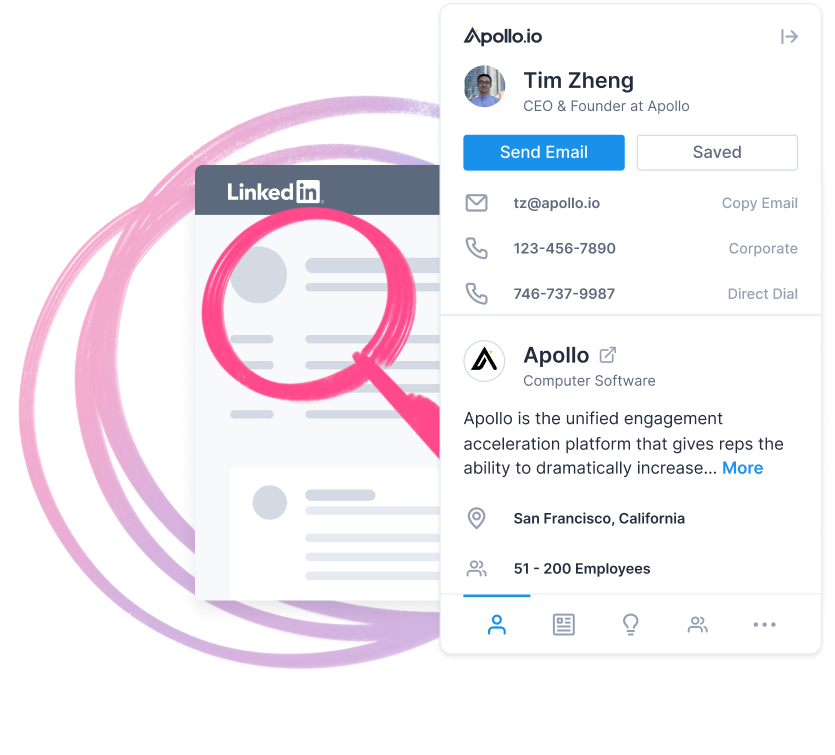 LinkedIn
Apollo.io
Tim Zheng
CEO & Founder at Apollo
Send Email
Saved
tz@apollo.io
Copy Email
123-456-7890
Corporate
746-737-9987
Direct Dial
Apollo
Computer Software
Apollo is the unified engagement
acceleration platform that gives reps the
ability to dramatically increase... More
San Francisco, California
51 - 200 Employees